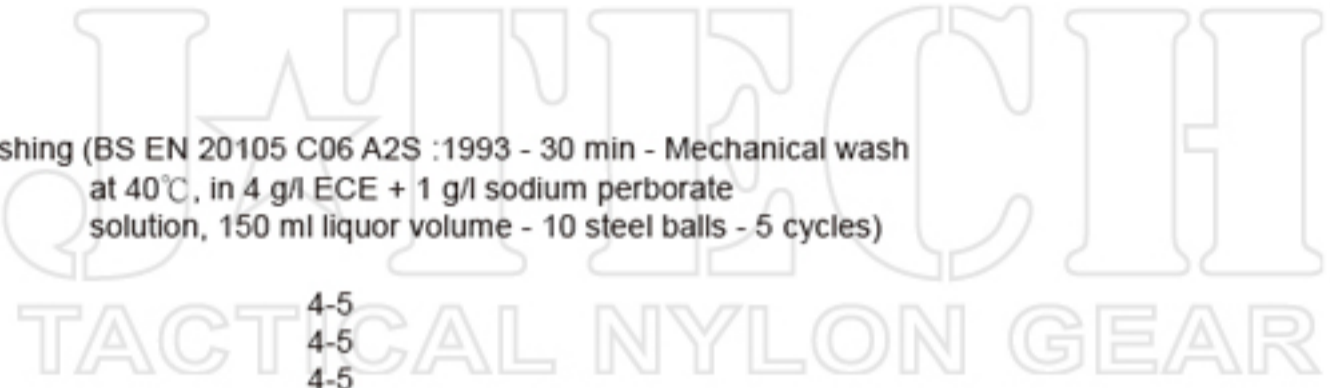 J★TECH
shing (BS EN 20105 C06 A2S :1993 - 30 min - Mechanical wash
at 40℃, in 4 g/l ECE + 1 g/l sodium perborate
solution, 150 ml liquor volume - 10 steel balls - 5 cycles)
4-5
4-5
4-5
TACTICAL NYLON GEAR